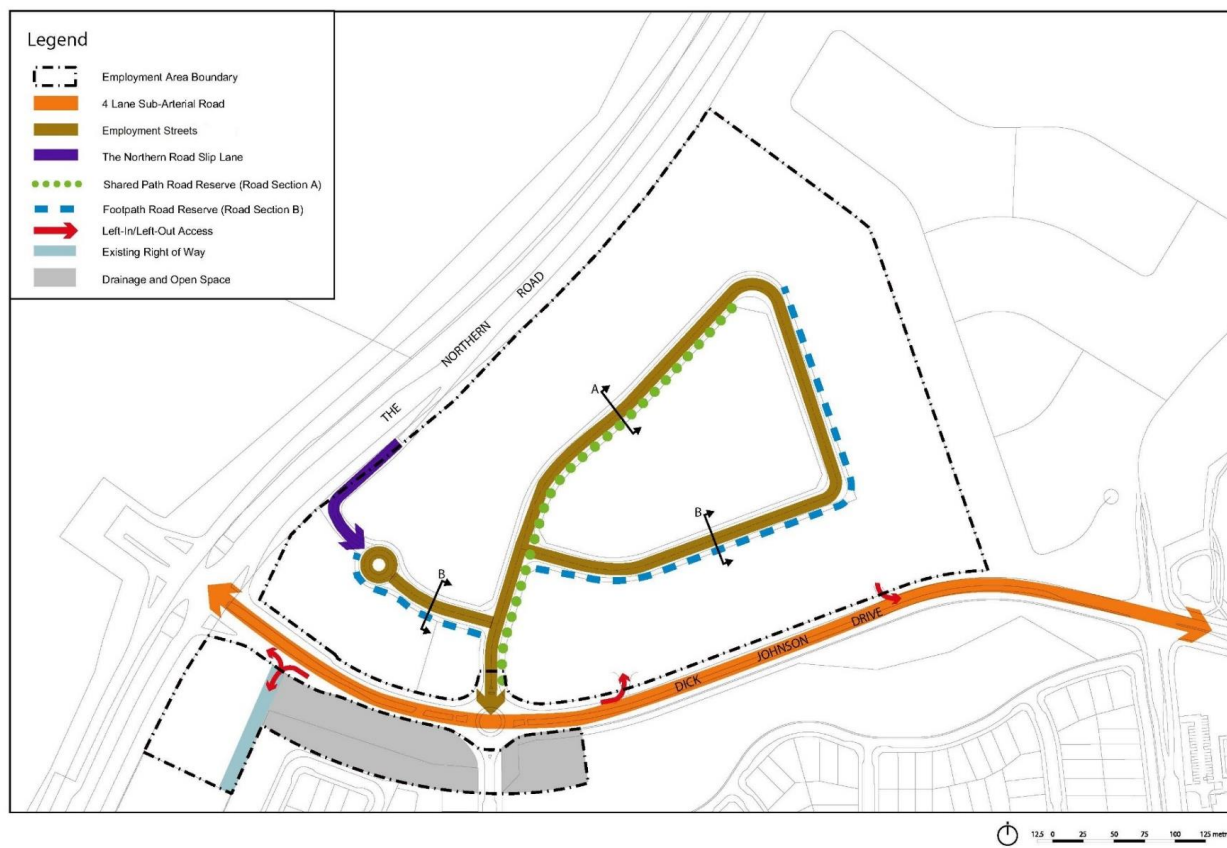 Legend
Employment Area Boundary
4 Lane Sub-Arterial Road
Employment Streets
The Northern Road Slip Lane
Shared Path Road Reserve (Road Section A)
Footpath Road Reserve (Road Section B)
Left-In/Left-Out Access
Existing Right of Way
Drainage and Open Space
THE NORTHERN ROAD
A
B
B
DICK JOHNSON DRIVE
12.5 0 25 50 75 100 125 metr